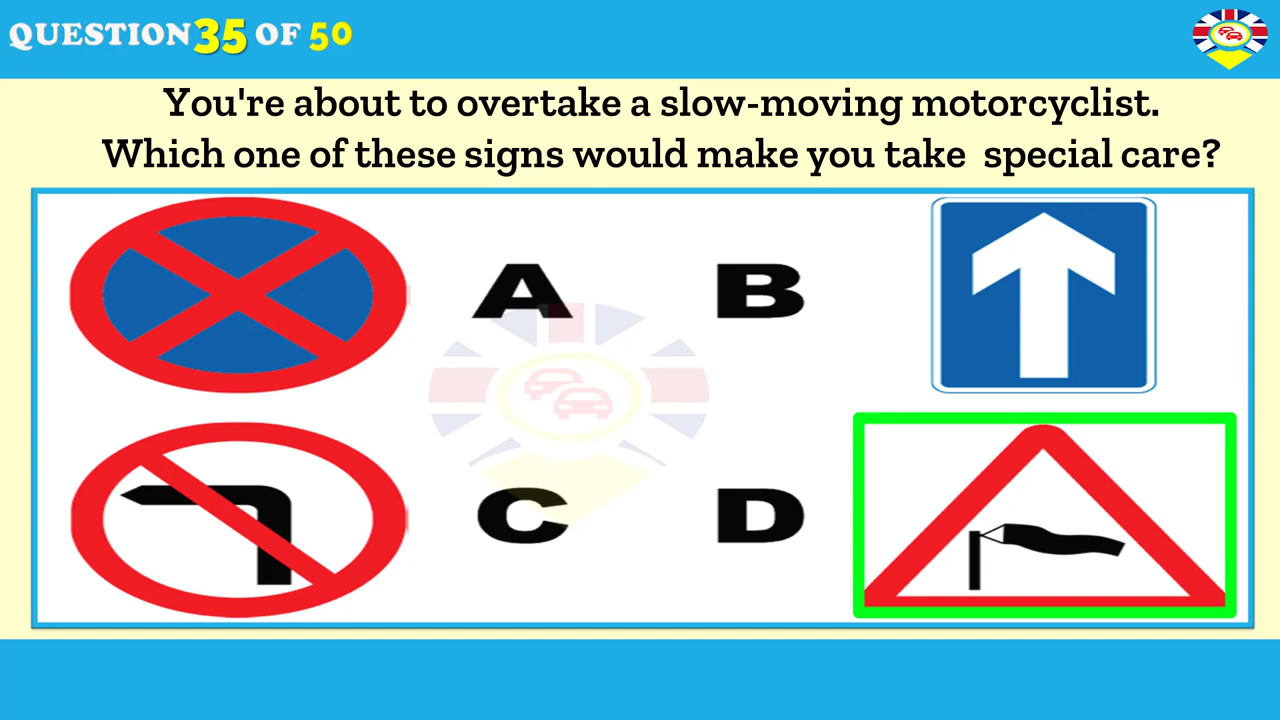 QUESTION 35 OF 50
You're about to overtake a slow-moving motorcyclist.
Which one of these signs would make you take special care?
A B
C D